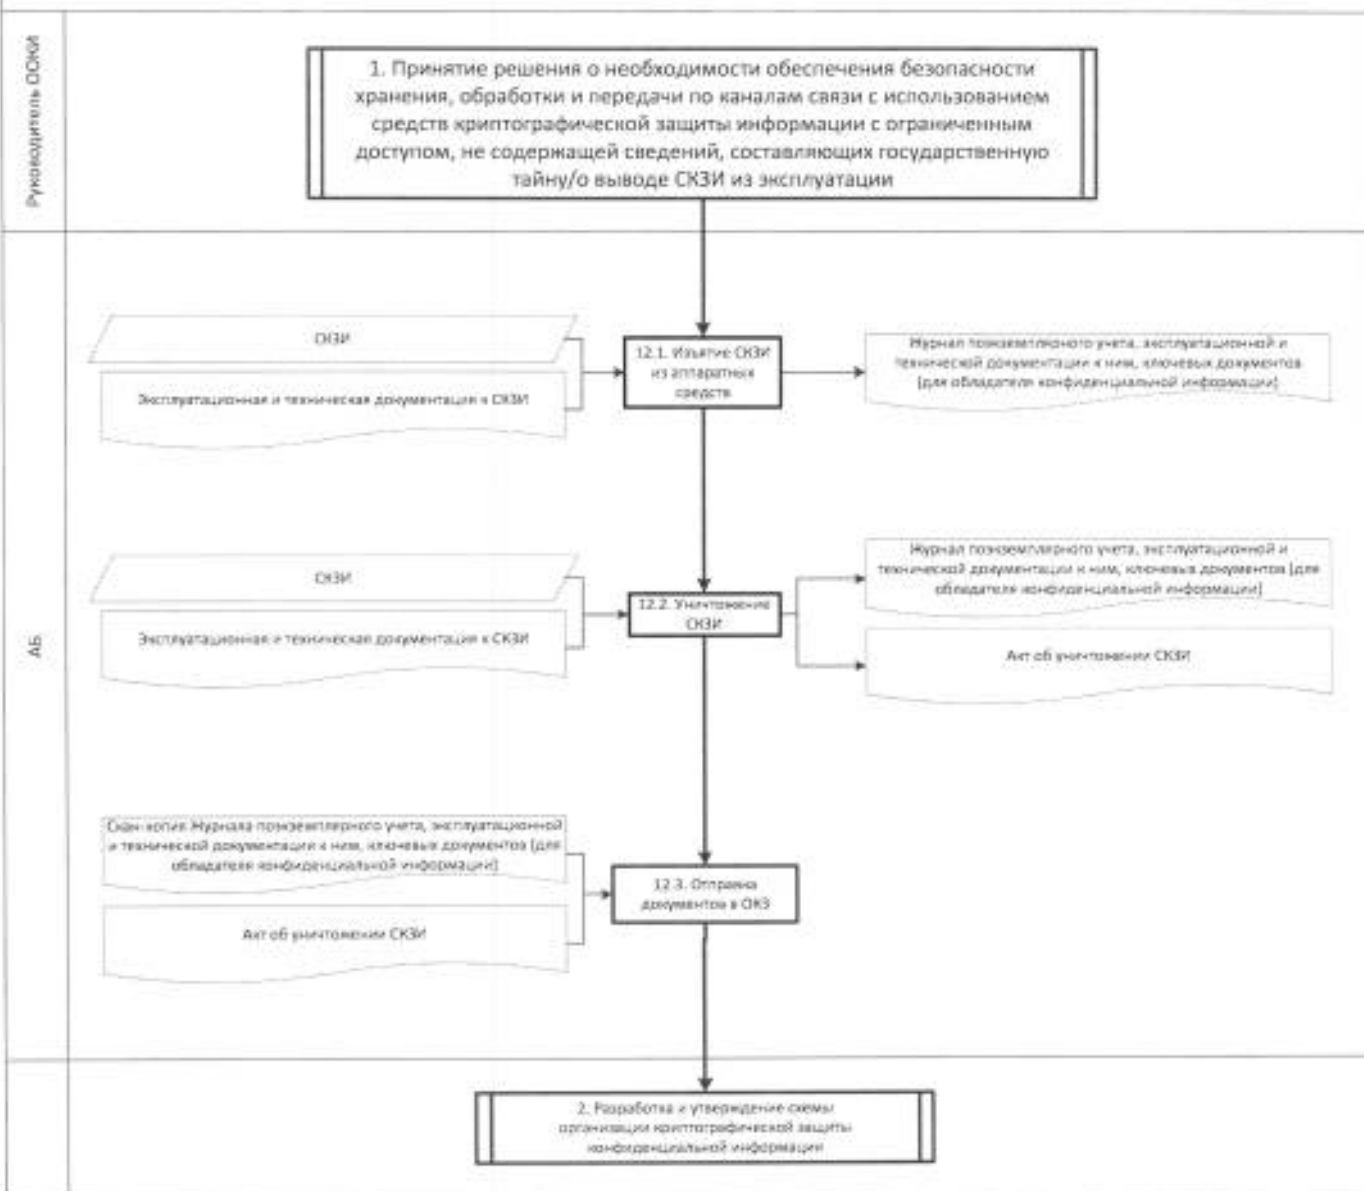 Руководитель ООКИ
1. Принятие решения о необходимости обеспечения безопасности
хранения, обработки и передачи по каналам связи с использованием
средств криптографической защиты информации с ограниченным
доступом, не содержащей сведений, составляющих государственную
тайну/о выводе СКЗИ из эксплуатации
АБ
СКЗИ
Эксплуатационная и техническая документация к СКЗИ
12.1. Изъятие СКЗИ
из аппаратных
средств
Журнал поэкземплярного учета, эксплуатационной и
технической документации к ним, ключевых документов
(для обладателя конфиденциальной информации)
СКЗИ
Эксплуатационная и техническая документация к СКЗИ
12.2. Уничтожение
СКЗИ
Журнал поэкземплярного учета, эксплуатационной и
технической документации к ним, ключевых документов (для
обладателя конфиденциальной информации)
Акт об уничтожении СКЗИ
Скан-копия Журнала поэкземплярного учета, эксплуатационной
и технической документации к ним, ключевых документов (для
обладателя конфиденциальной информации)
Акт об уничтожении СКЗИ
12.3. Отправка
документов в ОКЗ
2. Разработка и утверждение схемы
организации криптографической защиты
конфиденциальной информации